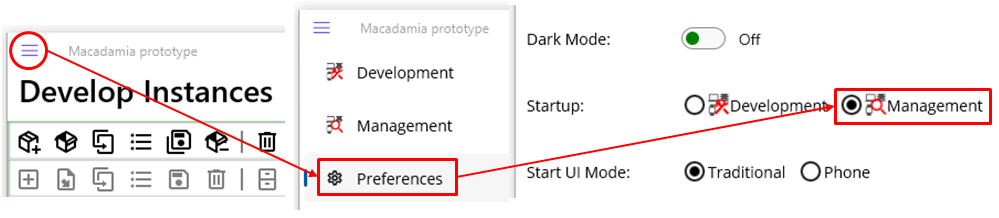 Macadamia prototype
Develop Instances
Macadamia prototype
Development
Management
Preferences
Dark Mode: Off
Startup: Development Management
Start UI Mode: Traditional Phone